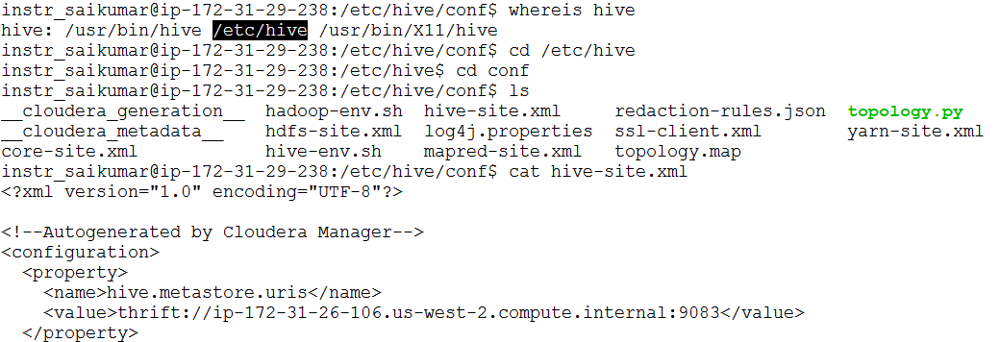 instr_saikumar@ip-172-31-29-238:/etc/hive/conf$ whereis hive
hive: /usr/bin/hive /etc/hive /usr/bin/X11/hive
instr_saikumar@ip-172-31-29-238:/etc/hive/conf$ cd /etc/hive
instr_saikumar@ip-172-31-29-238:/etc/hive$ cd conf
instr_saikumar@ip-172-31-29-238:/etc/hive/conf$ ls
__cloudera_generation__  hadoop-env.sh  hive-site.xml     redaction-rules.json  topology.py
__cloudera_metadata__    hdfs-site.xml  log4j.properties  ssl-client.xml        yarn-site.xml
core-site.xml            hive-env.sh    mapred-site.xml   topology.map
instr_saikumar@ip-172-31-29-238:/etc/hive/conf$ cat hive-site.xml
<?xml version="1.0" encoding="UTF-8"?>

<!--Autogenerated by Cloudera Manager-->
<configuration>
  <property>
    <name>hive.metastore.uris</name>
    <value>thrift://ip-172-31-26-106.us-west-2.compute.internal:9083</value>
  </property>